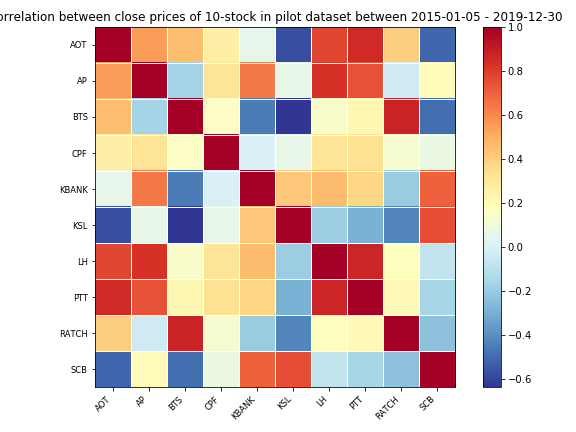 orrelation between close prices of 10-stock in pilot dataset between 2015-01-05 - 2019-12-30
AOT
AP
BTS
CPF
KBANK
KSL
LH
PTT
RATCH
SCB
AOT AP BTS CPF KBANK KSL LH PTT RATCH SCB
1.0
0.8
0.6
0.4
0.2
0.0
−0.2
−0.4
−0.6